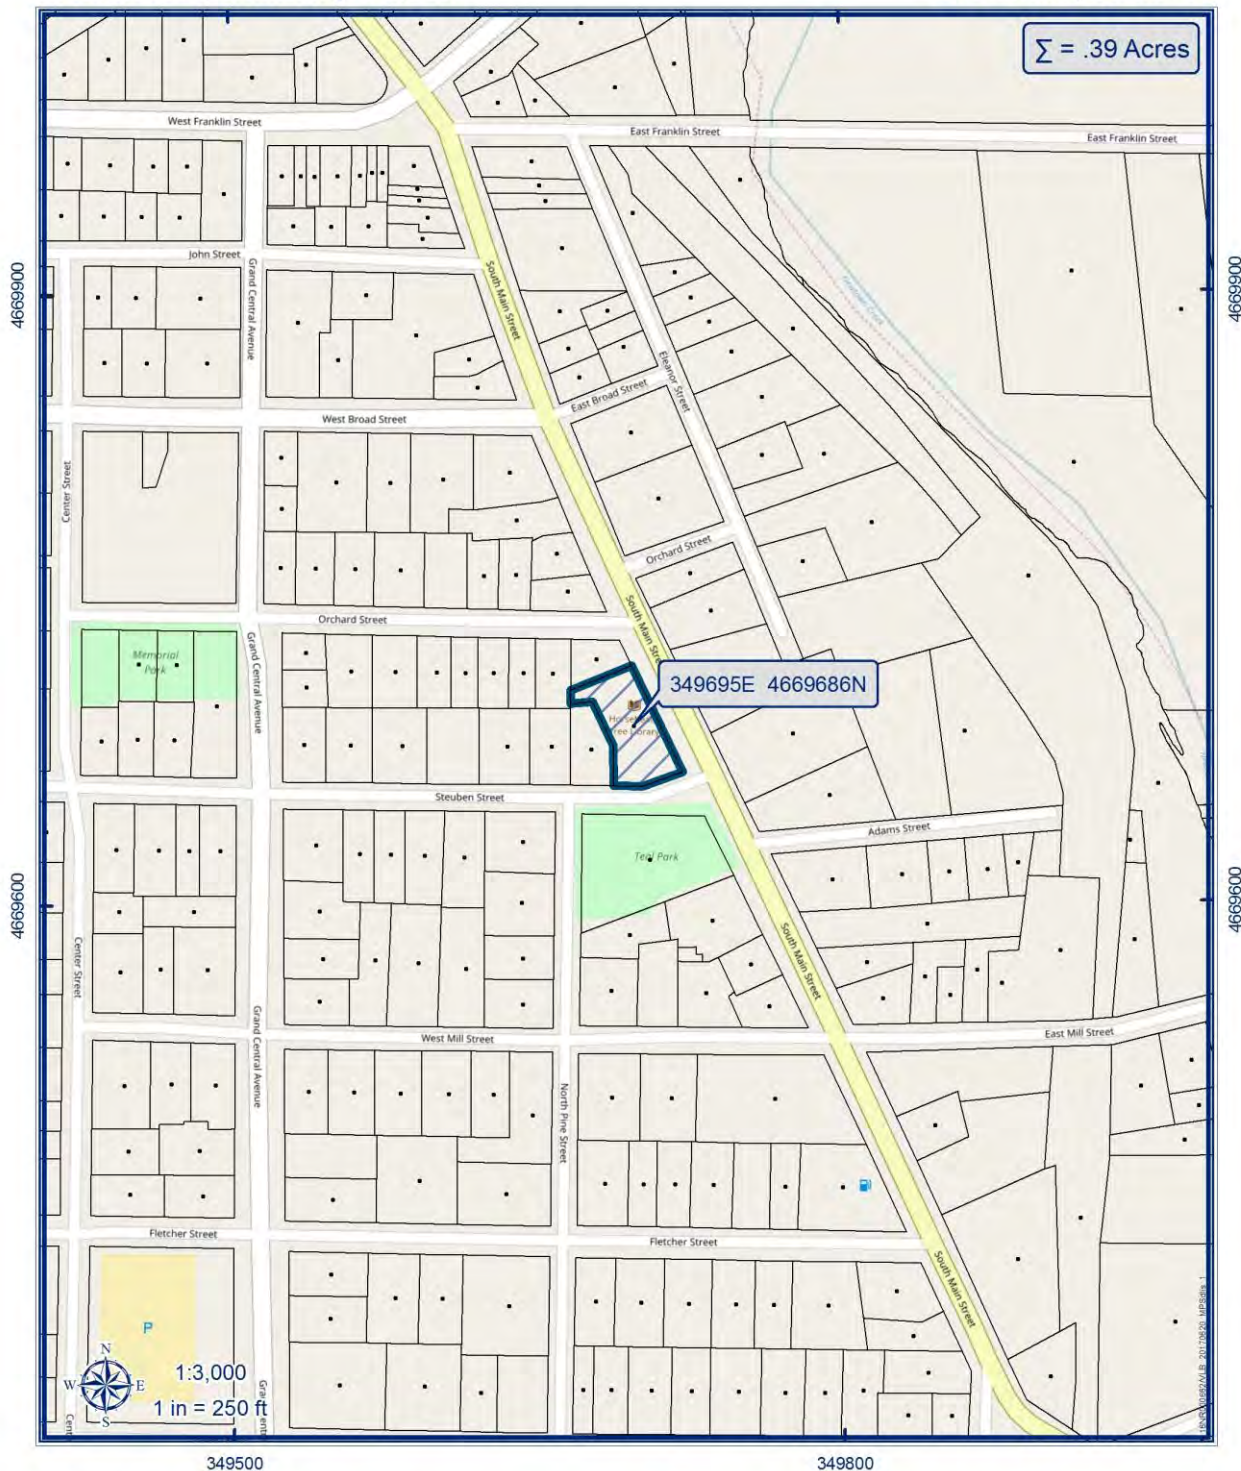 Σ = .39 Acres
West Franklin Street
East Franklin Street
East Franklin Street
John Street
Grand Central Avenue
South Main Street
4669900
4669900
Eleanor Street
East Broad Street
West Broad Street
Center Street
Orchard Street
South Main Stre
Orchard Street
Memorial
Park
Grand Central Avenue
349695E 4669686N
Steuben Street
Adams Street
Teal Park
4669600
4669600
Center Street
South Main Street
Grand Central Avenue
West Mill Street
East Mill Street
North Pine Street
Fletcher Street
Fletcher Street
South Main Street
P
N
W
E
S
1:3,000
1 in = 250 ft
Cent
349500
349800